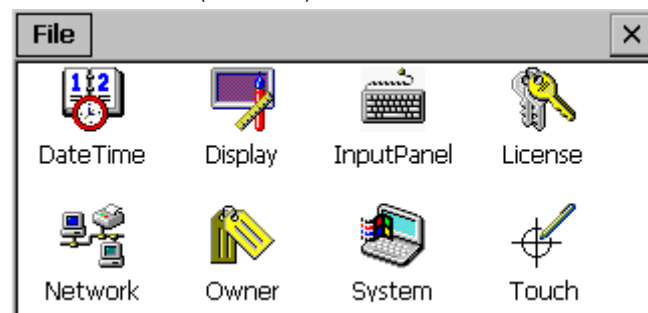 File
DateTime Display InputPanel License
Network Owner System Touch